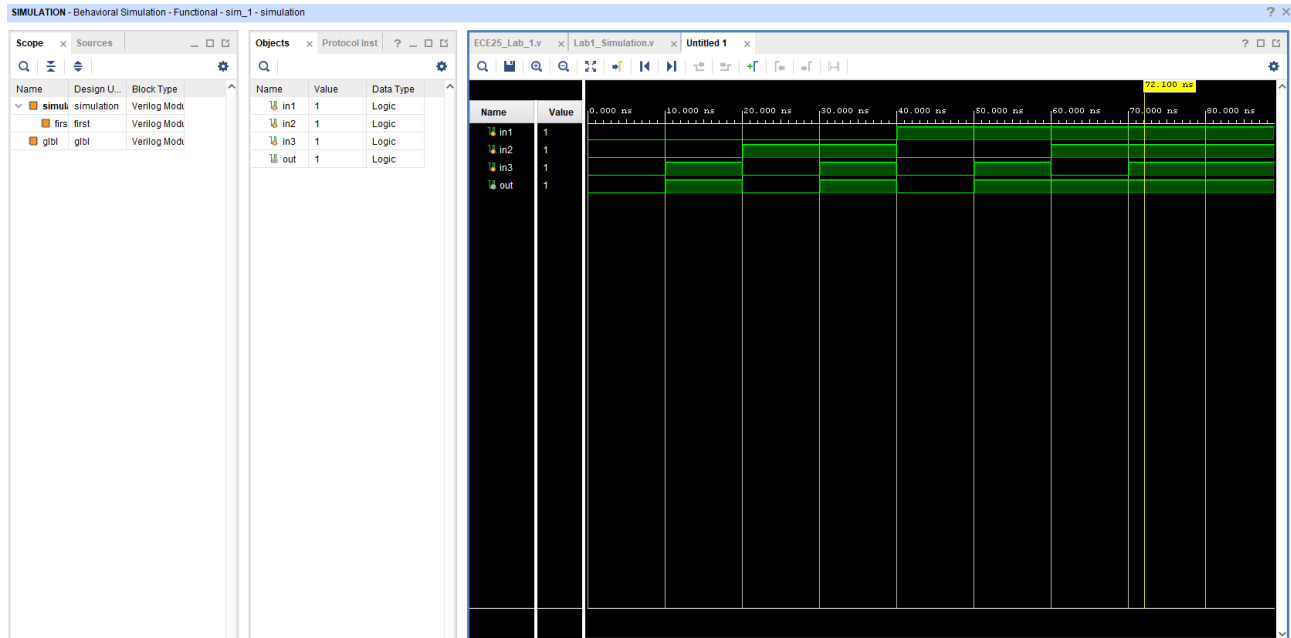 SIMULATION - Behavioral Simulation - Functional - sim_1 - simulation
Scope Sources
Name Design U... Block Type
simula simulation Verilog Modu
firs first Verilog Modu
glbl glbl Verilog Modu
Objects Protocol Inst
Name Value Data Type
in1 1 Logic
in2 1 Logic
in3 1 Logic
out 1 Logic
ECE25_Lab_1.v Lab1_Simulation.v Untitled 1
72.100 ns
Name Value
0.000 ns 10.000 ns 20.000 ns 30.000 ns 40.000 ns 50.000 ns 60.000 ns 70.000 ns 80.000 ns
in1 1
in2 1
in3 1
out 1